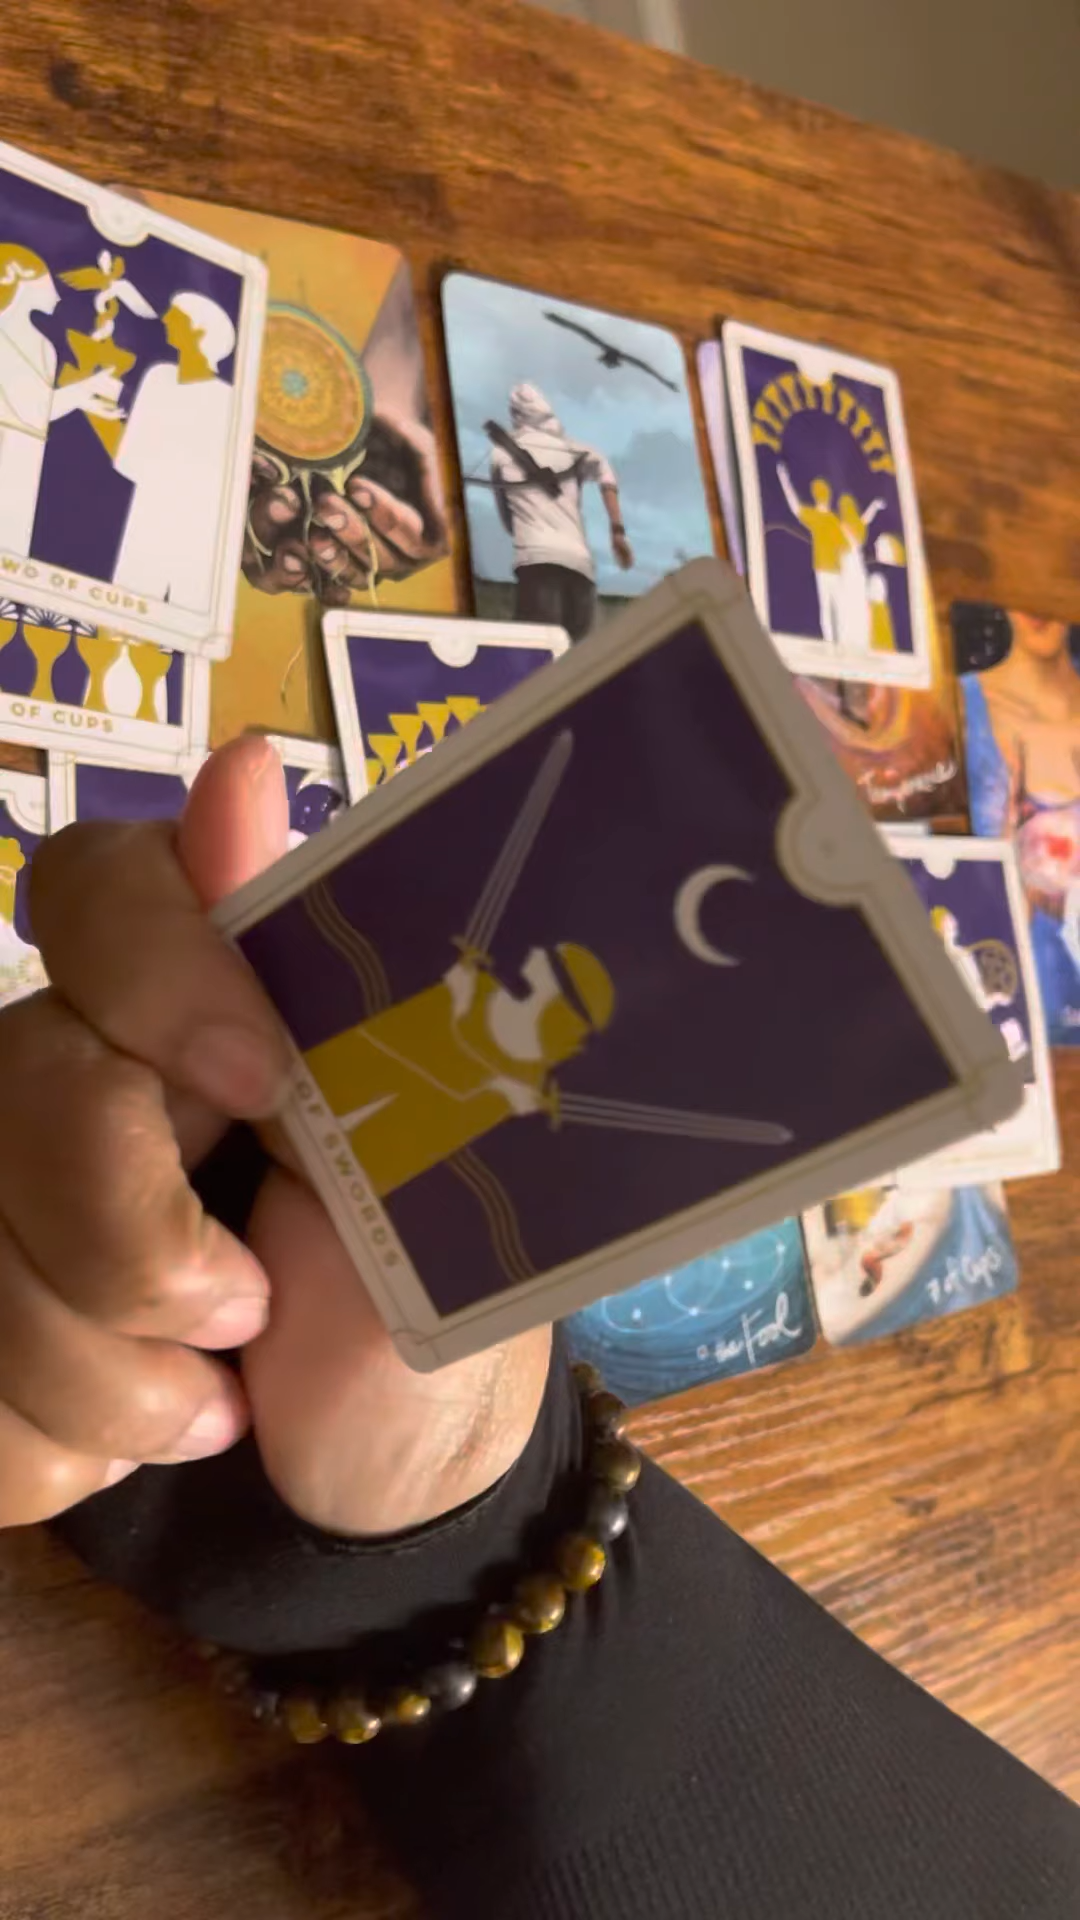 WO OF CUPS
OF CUPS
Temperance
OF SWORDS
7 of Cups
the Fool